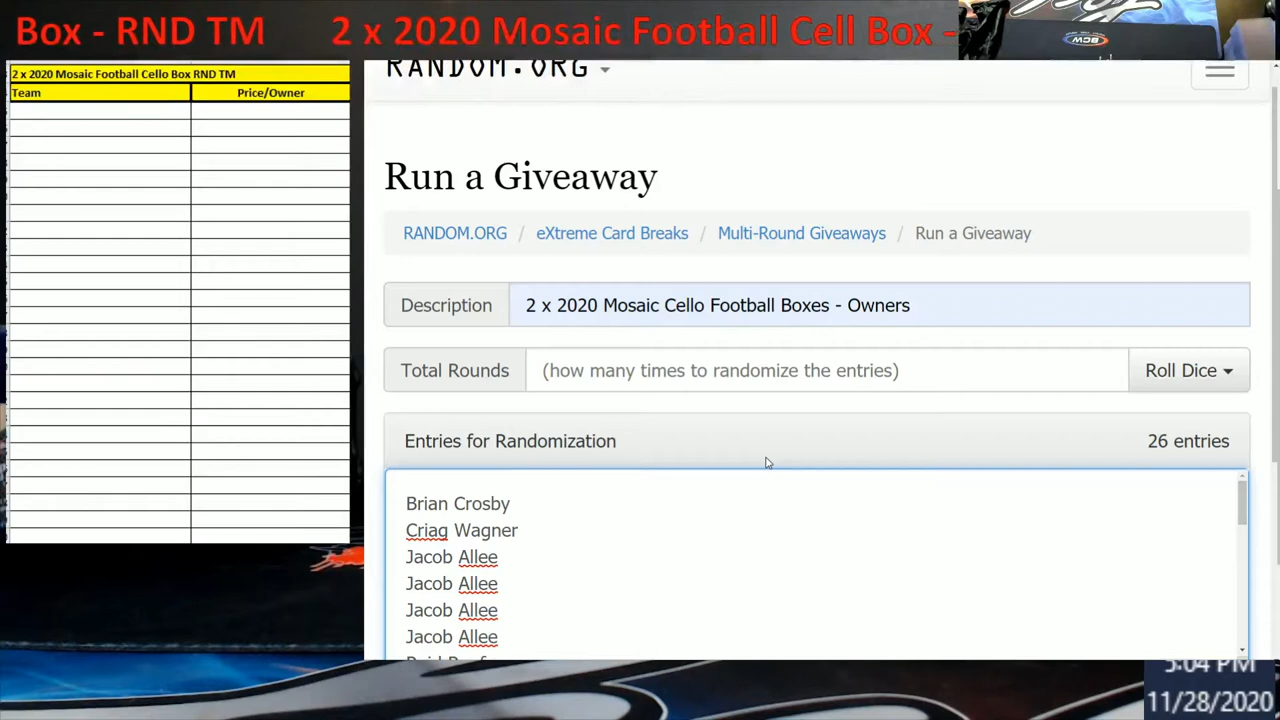 Box - RND TM 2 x 2020 Mosaic Football Cell Box -
BCW
2 x 2020 Mosaic Football Cello Box RND TM
Team Price/Owner
RANDOM.ORG
Run a Giveaway
RANDOM.ORG / eXtreme Card Breaks / Multi-Round Giveaways / Run a Giveaway
Description 2 x 2020 Mosaic Cello Football Boxes - Owners
Total Rounds (how many times to randomize the entries) Roll Dice
Entries for Randomization 26 entries
Brian Crosby
Criag Wagner
Jacob Allee
Jacob Allee
Jacob Allee
Jacob Allee
5:04 PM
11/28/2020